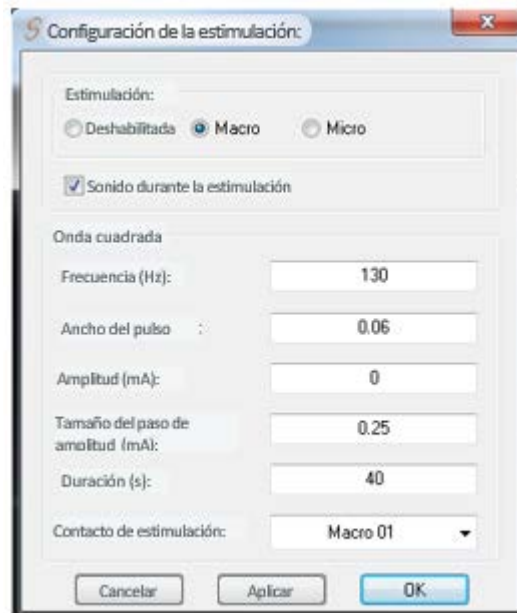 Configuración de la estimulación:
Estimulación:
Deshabilitada Macro Micro
Sonido durante la estimulación
Onda cuadrada
Frecuencia (Hz): 130
Ancho del pulso : 0.06
Amplitud (mA): 0
Tamaño del paso de
amplitud (mA): 0.25
Duración (s): 40
Contacto de estimulación: Macro 01
Cancelar Aplicar OK